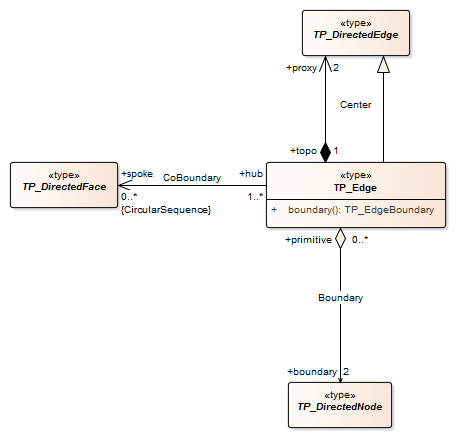 «type»
TP_DirectedEdge
+proxy 2
Center
+topo 1
«type»
TP_DirectedFace
+spoke CoBoundary +hub
0..* 1..*
{CircularSequence}
«type»
TP_Edge
+ boundary(): TP_EdgeBoundary
+primitive 0..*
Boundary
+boundary 2
«type»
TP_DirectedNode